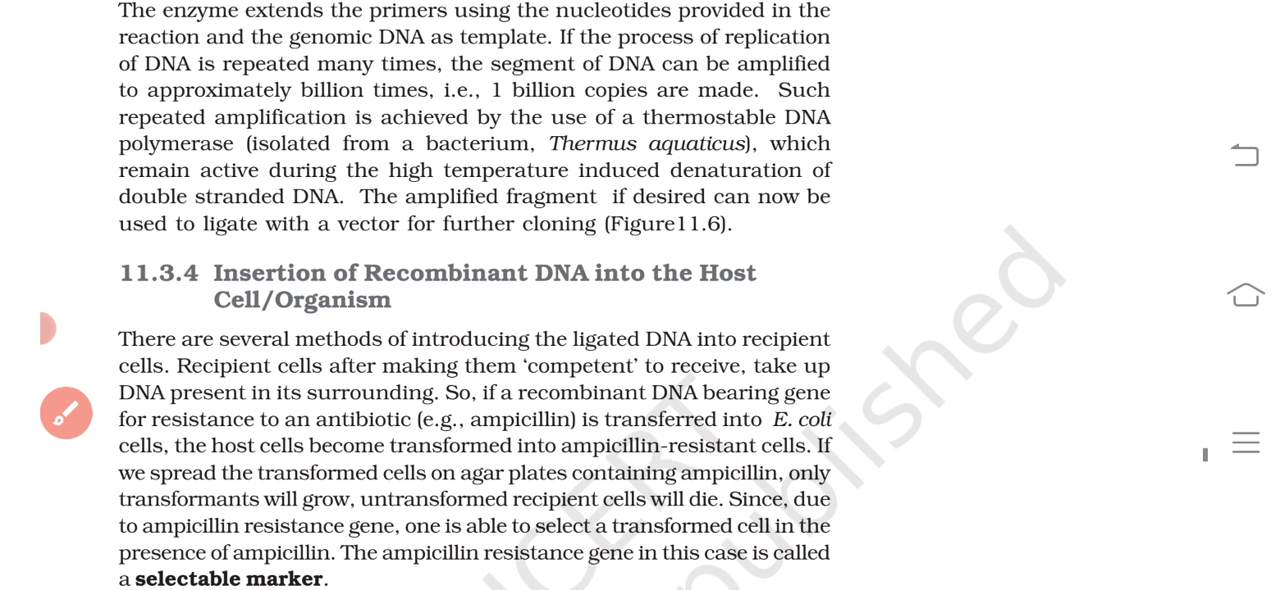 The enzyme extends the primers using the nucleotides provided in the
reaction and the genomic DNA as template. If the process of replication
of DNA is repeated many times, the segment of DNA can be amplified
to approximately billion times, i.e., 1 billion copies are made. Such
repeated amplification is achieved by the use of a thermostable DNA
polymerase (isolated from a bacterium, Thermus aquaticus), which
remain active during the high temperature induced denaturation of
double stranded DNA. The amplified fragment if desired can now be
used to ligate with a vector for further cloning (Figure11.6).
11.3.4 Insertion of Recombinant DNA into the Host
Cell/Organism
There are several methods of introducing the ligated DNA into recipient
cells. Recipient cells after making them ‘competent’ to receive, take up
DNA present in its surrounding. So, if a recombinant DNA bearing gene
for resistance to an antibiotic (e.g., ampicillin) is transferred into E. coli
cells, the host cells become transformed into ampicillin-resistant cells. If
we spread the transformed cells on agar plates containing ampicillin, only
transformants will grow, untransformed recipient cells will die. Since, due
to ampicillin resistance gene, one is able to select a transformed cell in the
presence of ampicillin. The ampicillin resistance gene in this case is called
a selectable marker.
NCERT
published